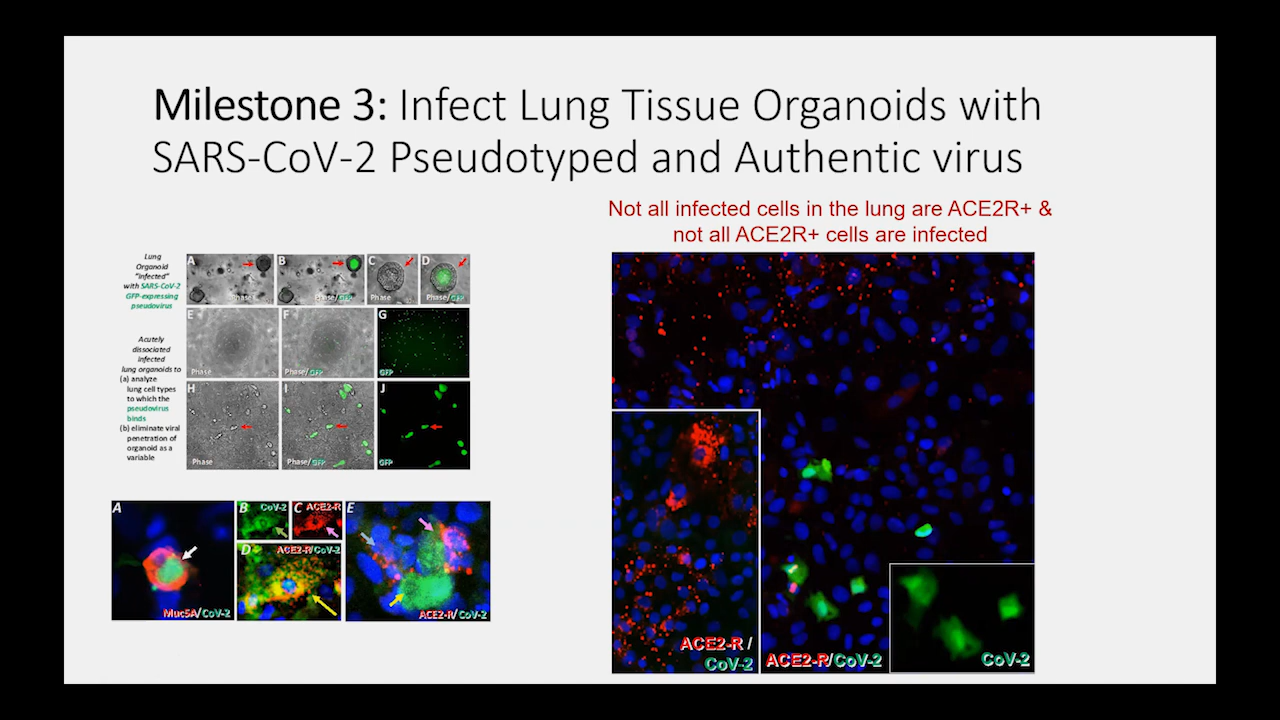 Milestone 3: Infect Lung Tissue Organoids with
SARS-CoV-2 Pseudotyped and Authentic virus
Not all infected cells in the lung are ACE2R+ &
not all ACE2R+ cells are infected
Lung
Organoid
"infected"
with SARS-CoV-2
GFP-expressing
pseudovirus
A
Phase
B
Phase/GFP
C
Phase
D
Phase/GFP
Acutely
dissociated
infected
lung organoids to
(a) analyze
lung cell types
to which the
pseudovirus
binds
(b) eliminate viral
penetration of
organoid as a
variable
E
Phase
F
Phase/GFP
G
GFP
H
Phase
I
Phase/GFP
J
GFP
A
Muc5A/CoV-2
B
CoV-2
C
ACE2-R
D
ACE2-R/CoV-2
E
ACE2-R/CoV-2
ACE2-R /
CoV-2
ACE2-R/CoV-2
CoV-2